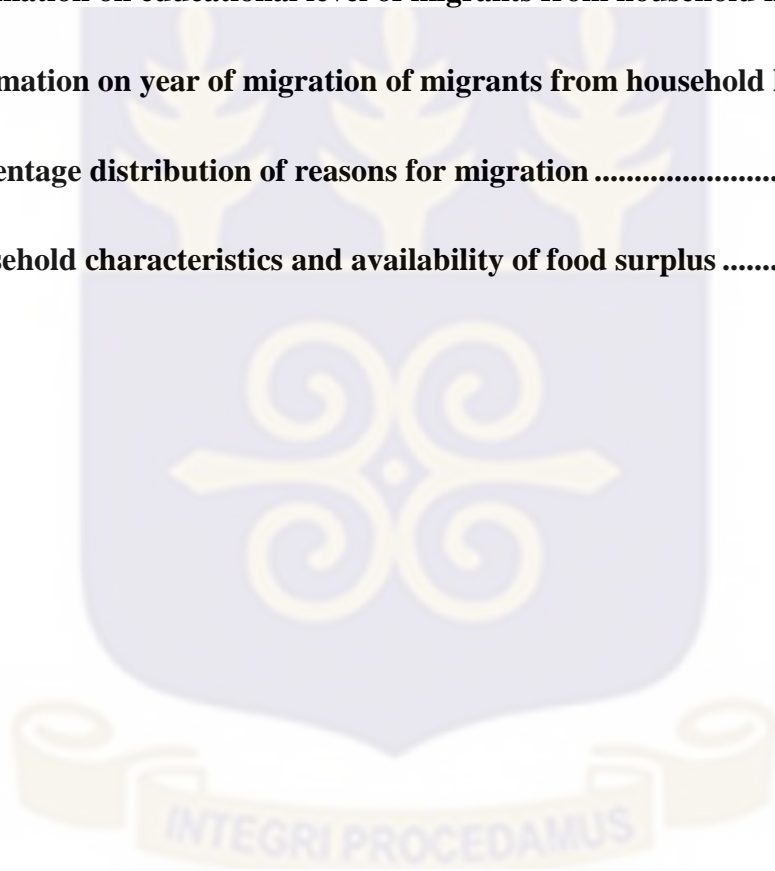 mation on year of migration of migrants from household
entage distribution of reasons for migration ......................
sehold characteristics and availability of food surplus .......
INTEGRI PROCEDAMUS